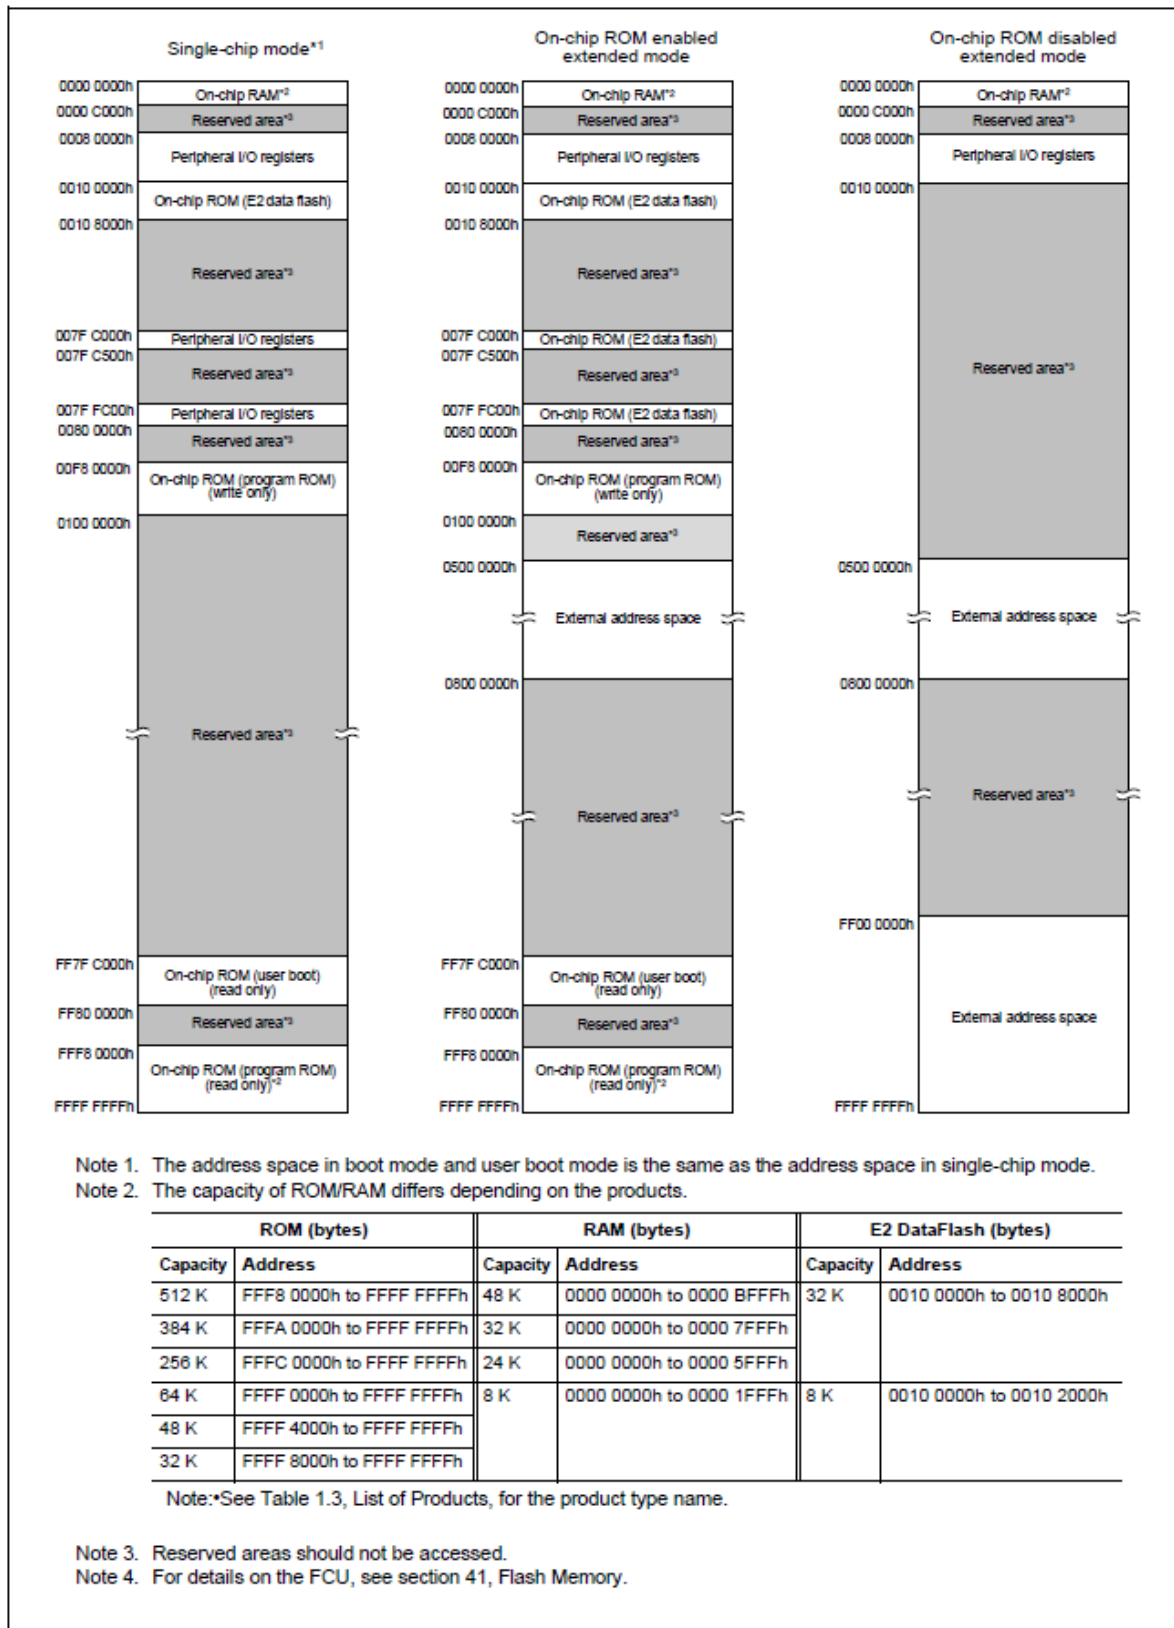 Single-chip mode*1
0000 0000h
On-chip RAM*2
0000 C000h
Reserved area*3
0008 0000h
Peripheral I/O registers
0010 0000h
On-chip ROM (E2 data flash)
0010 8000h
Reserved area*3
007F C000h
Peripheral I/O registers
007F C500h
Reserved area*3
007F FC00h
Peripheral I/O registers
0080 0000h
Reserved area*3
00F8 0000h
On-chip ROM (program ROM)
(write only)
0100 0000h
Reserved area*3
FF7F C000h
On-chip ROM (user boot)
(read only)
FF80 0000h
Reserved area*3
FFF8 0000h
On-chip ROM (program ROM)
(read only)*2
FFFF FFFFh
On-chip ROM enabled
extended mode
0000 0000h
On-chip RAM*2
0000 C000h
Reserved area*3
0008 0000h
Peripheral I/O registers
0010 0000h
On-chip ROM (E2 data flash)
0010 8000h
Reserved area*3
007F C000h
On-chip ROM (E2 data flash)
007F C500h
Reserved area*3
007F FC00h
On-chip ROM (E2 data flash)
0080 0000h
Reserved area*3
00F8 0000h
On-chip ROM (program ROM)
(write only)
0100 0000h
Reserved area*3
0500 0000h
External address space
0800 0000h
Reserved area*3
FF7F C000h
On-chip ROM (user boot)
(read only)
FF80 0000h
Reserved area*3
FFF8 0000h
On-chip ROM (program ROM)
(read only)*2
FFFF FFFFh
On-chip ROM disabled
extended mode
0000 0000h
On-chip RAM*2
0000 C000h
Reserved area*3
0008 0000h
Peripheral I/O registers
0010 0000h
Reserved area*3
0500 0000h
External address space
0800 0000h
Reserved area*3
FF00 0000h
External address space
FFFF FFFFh
Note 1. The address space in boot mode and user boot mode is the same as the address space in single-chip mode.
Note 2. The capacity of ROM/RAM differs depending on the products.
ROM (bytes) RAM (bytes) E2 DataFlash (bytes)
Capacity Address Capacity Address Capacity Address
512 K FFF8 0000h to FFFF FFFFh 48 K 0000 0000h to 0000 BFFFh 32 K 0010 0000h to 0010 8000h
384 K FFFA 0000h to FFFF FFFFh 32 K 0000 0000h to 0000 7FFFh
256 K FFFC 0000h to FFFF FFFFh 24 K 0000 0000h to 0000 5FFFh
64 K FFFF 0000h to FFFF FFFFh 8 K 0000 0000h to 0000 1FFFh 8 K 0010 0000h to 0010 2000h
48 K FFFF 4000h to FFFF FFFFh
32 K FFFF 8000h to FFFF FFFFh
Note:•See Table 1.3, List of Products, for the product type name.
Note 3. Reserved areas should not be accessed.
Note 4. For details on the FCU, see section 41, Flash Memory.